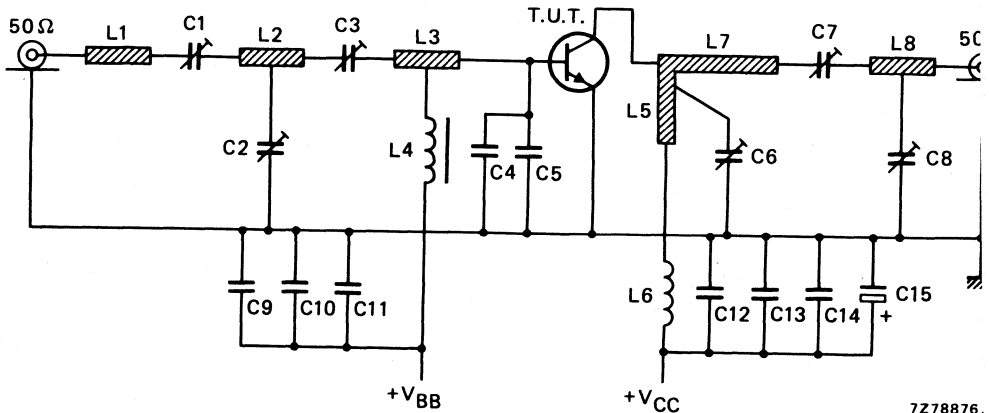 T.U.T.
50Ω
L1
C1
L2
C3
L3
L7
C7
L8
50
C2
L4
C4
C5
L5
C6
C8
C9
C10
C11
L6
C12
C13
C14
C15
+
+VBB
+VCC
7Z78876.